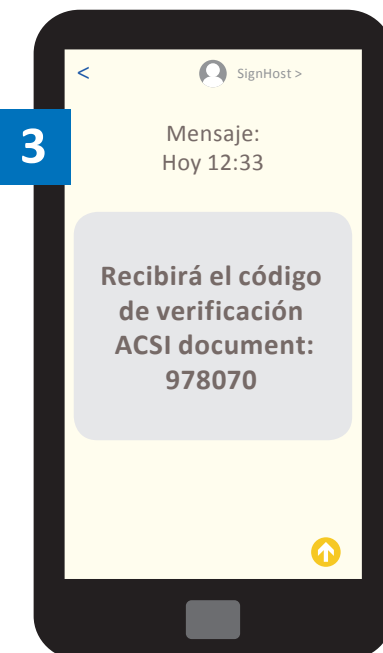 < SignHost >
3
Mensaje:
Hoy 12:33
Recibirá el código
de verificación
ACSI document:
978070